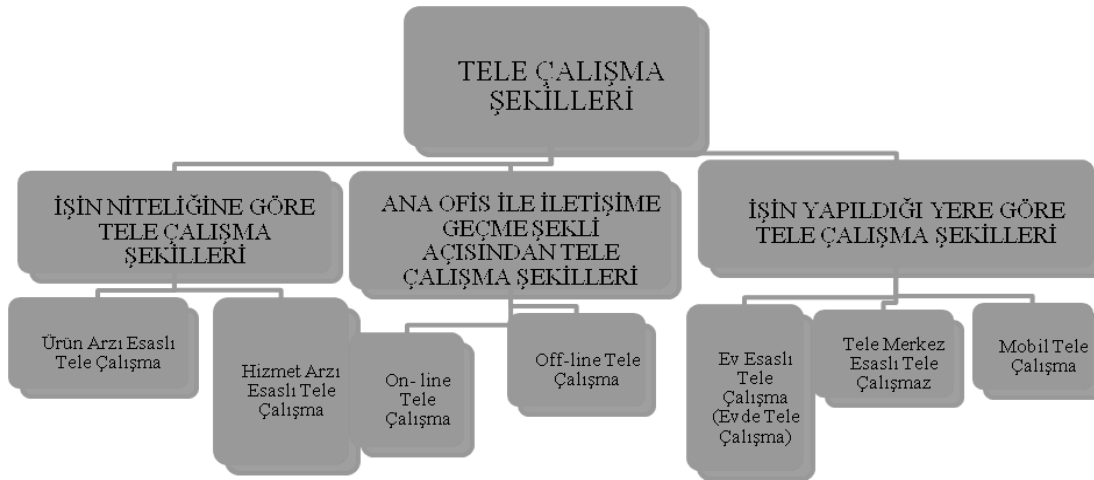 TELE ÇALIŞMA
ŞEKİLLERİ
İŞİN NİTELİĞİNE GÖRE
TELE ÇALIŞMA
ŞEKİLLERİ
ANA OFİS İLE İLETİŞİME
GEÇME ŞEKLİ
AÇISINDAN TELE
ÇALIŞMA ŞEKİLLERİ
İŞİN YAPILDIĞI YERE GÖRE
TELE ÇALIŞMA ŞEKİLLERİ
Ürün Arzı Esaslı
Tele Çalışma
Hizmet Arzı
Esaslı Tele
Çalışma
On- line
Tele
Çalışma
Off-line Tele
Çalışma
Ev Esaslı
Tele
Çalışma
(Evde Tele
Çalışma)
Tele Merkez
Esaslı Tele
Çalışmaz
Mobil Tele
Çalışma